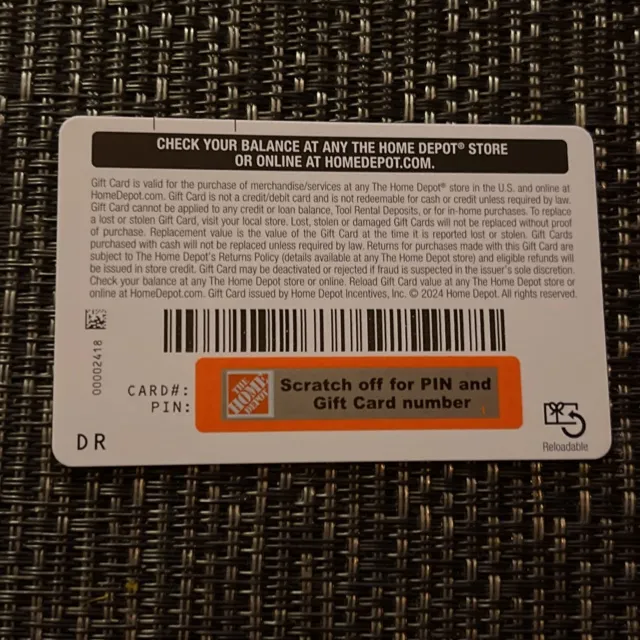 CHECK YOUR BALANCE AT ANY THE HOME DEPOT® STORE
OR ONLINE AT HOMEDEPOT.COM.
Gift Card is valid for the purchase of merchandise/services at any The Home Depot® store in the U.S. and online at
HomeDepot.com. Gift Card is not a credit/debit card and is not redeemable for cash or credit unless required by law.
Gift Card cannot be applied to any credit or loan balance, Tool Rental Deposits, or for in-home purchases. To replace
a lost or stolen Gift Card, visit your local store. Lost, stolen or damaged Gift Cards will not be replaced without proof
of purchase. Replacement value is the value of the Gift Card at the time it is reported lost or stolen. Gift Cards
purchased with cash will not be replaced unless required by law. Returns for purchases made with this Gift Card are
subject to The Home Depot's Returns Policy (details available at any The Home Depot store) and eligible refunds will
be issued in store credit. Gift Card may be deactivated or rejected if fraud is suspected in the issuer's sole discretion.
Check your balance at any The Home Depot store or online. Reload Gift Card value at any The Home Depot store or
online at HomeDepot.com. Gift Card issued by Home Depot Incentives, Inc. © 2024 Home Depot. All rights reserved.
00002418
CARD#:
PIN:
THE
HOME
DEPOT
Scratch off for PIN and
Gift Card number
DR
Reloadable